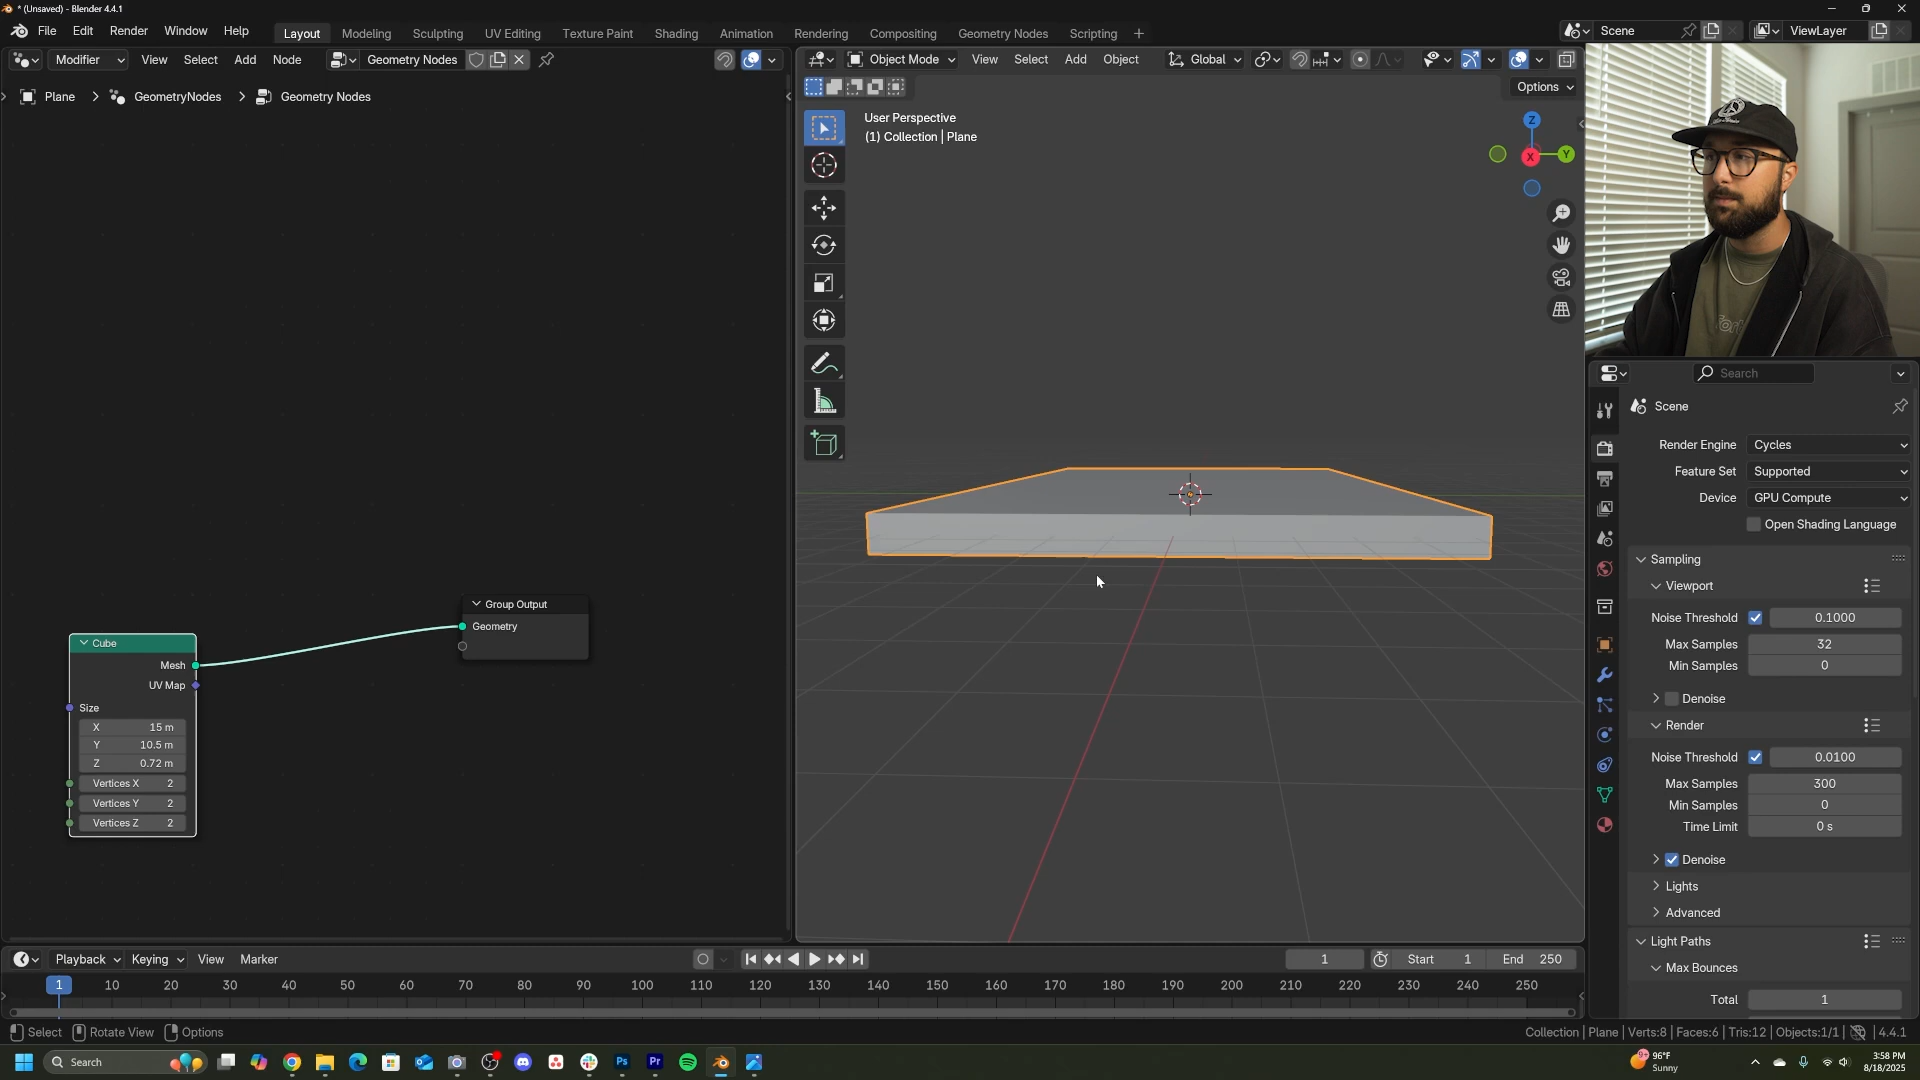 * (Unsaved) - Blender 4.4.1
File Edit Render Window Help Layout Modeling Sculpting UV Editing Texture Paint Shading Animation Rendering Compositing Geometry Nodes Scripting + Scene ViewLayer
Modifier View Select Add Node Geometry Nodes
Object Mode View Select Add Object Global
Plane > GeometryNodes > Geometry Nodes
Options
User Perspective
(1) Collection | Plane
Z
X
Y
Search
Scene
Render Engine Cycles
Feature Set Supported
Device GPU Compute
Open Shading Language
Sampling
Viewport
Noise Threshold 0.1000
Max Samples 32
Min Samples 0
Denoise
Render
Noise Threshold 0.0100
Max Samples 300
Min Samples 0
Time Limit 0 s
Denoise
Lights
Advanced
Light Paths
Max Bounces
Total 1
Group Output
Geometry
Cube
Mesh
UV Map
Size
X 15 m
Y 10.5 m
Z 0.72 m
Vertices X 2
Vertices Y 2
Vertices Z 2
Playback Keying View Marker 1 Start 1 End 250
1 10 20 30 40 50 60 70 80 90 100 110 120 130 140 150 160 170 180 190 200 210 220 230 240 250
Select Rotate View Options
Collection | Plane | Verts:8 | Faces:6 | Tris:12 | Objects:1/1 | 4.4.1
Search
Ps
Pr
96°F
Sunny
3:58 PM
8/18/2025